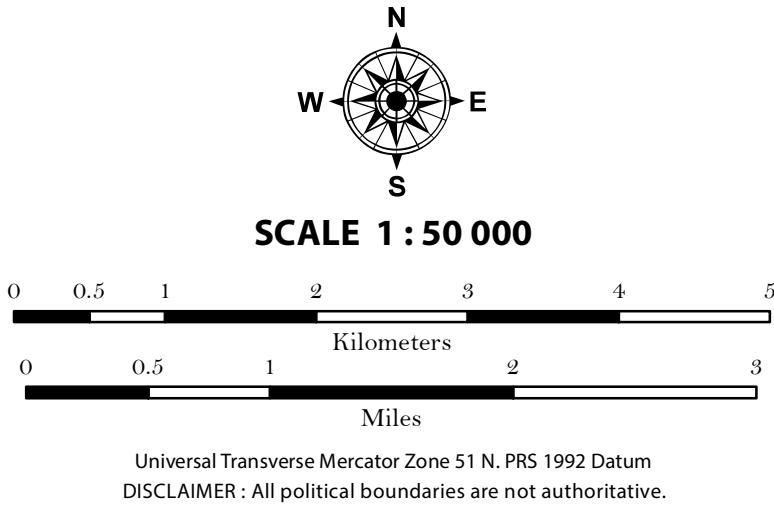 N
W E
S
SCALE 1 : 50 000
0 0.5 1 2 3 4 5
Kilometers
0 0.5 1 2 3
Miles
Universal Transverse Mercator Zone 51 N. PRS 1992 Datum
DISCLAIMER : All political boundaries are not authoritative.